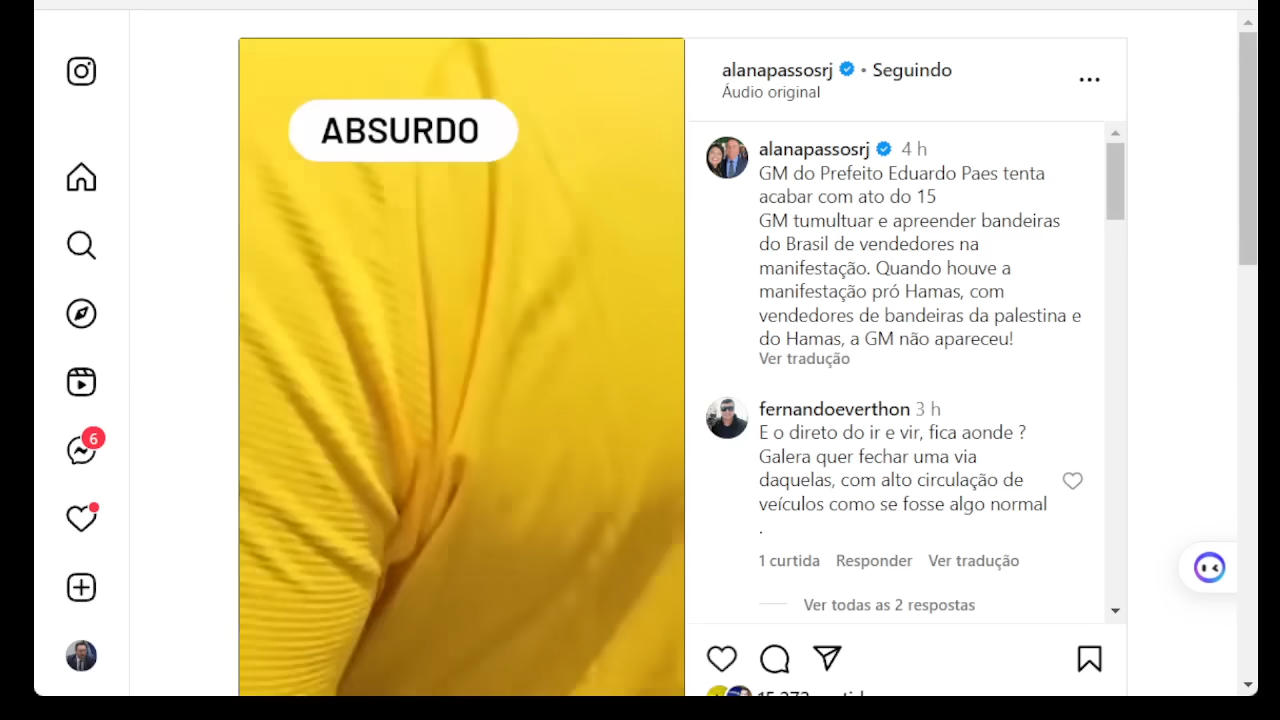 ABSURDO
alanapassosrj • Seguindo
Áudio original
alanapassosrj 4 h
GM do Prefeito Eduardo Paes tenta
acabar com ato do 15
GM tumultuar e apreender bandeiras
do Brasil de vendedores na
manifestação. Quando houve a
manifestação pró Hamas, com
vendedores de bandeiras da palestina e
do Hamas, a GM não apareceu!
Ver tradução
fernandoeverthon 3 h
E o direto do ir e vir, fica aonde ?
Galera quer fechar uma via
daquelas, com alto circulação de
veículos como se fosse algo normal
.
1 curtida Responder Ver tradução
Ver todas as 2 respostas
6